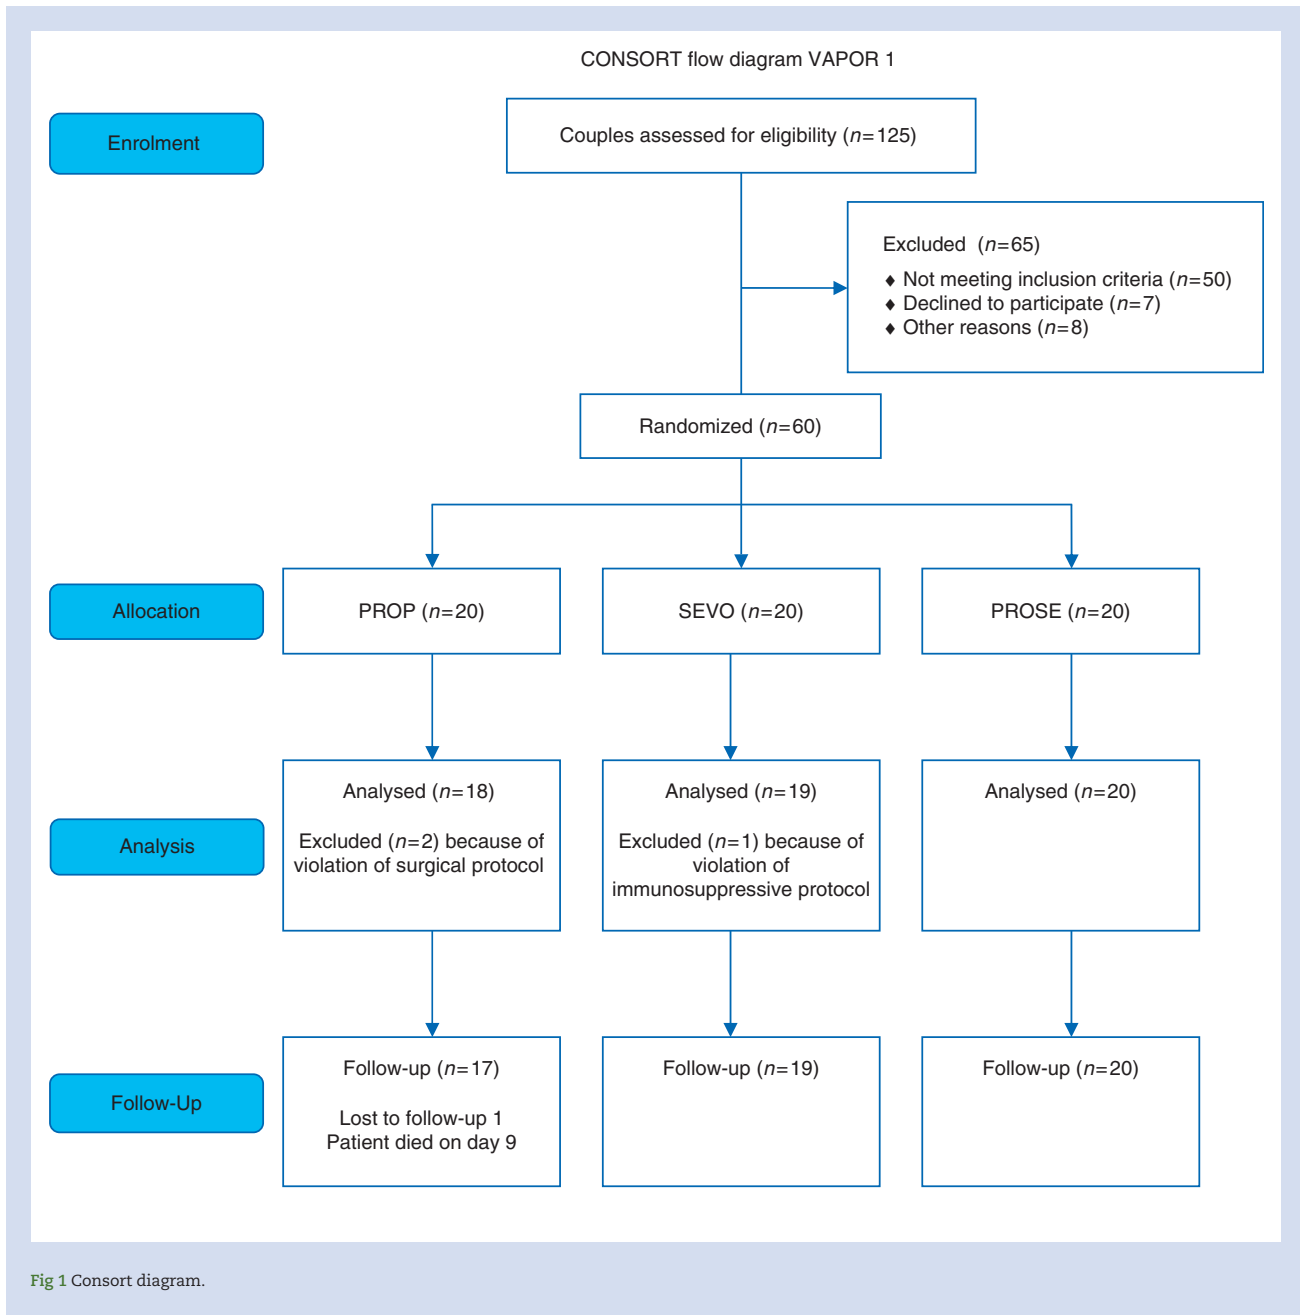 CONSORT flow diagram VAPOR 1
Enrolment
Couples assessed for eligibility (n=125)
Excluded (n=65)
♦ Not meeting inclusion criteria (n=50)
♦ Declined to participate (n=7)
♦ Other reasons (n=8)
Randomized (n=60)
Allocation
PROP (n=20)
SEVO (n=20)
PROSE (n=20)
Analysis
Analysed (n=18)
Excluded (n=2) because of
violation of surgical protocol
Analysed (n=19)
Excluded (n=1) because of
violation of
immunosuppressive protocol
Analysed (n=20)
Follow-Up
Follow-up (n=17)
Lost to follow-up 1
Patient died on day 9
Follow-up (n=19)
Follow-up (n=20)
Fig 1 Consort diagram.